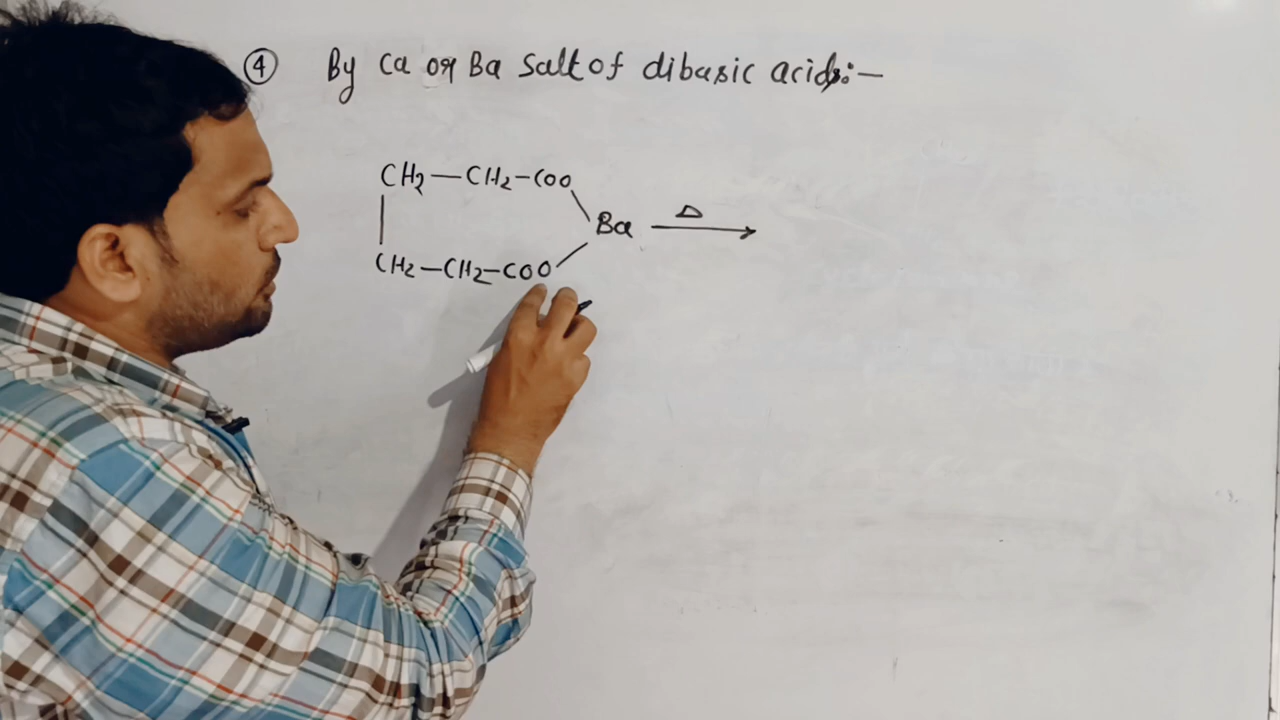 ④ By Ca or Ba Salt of dibasic acids:—
CH₂—CH₂-COO
Ba Δ→
CH₂—CH₂-COO